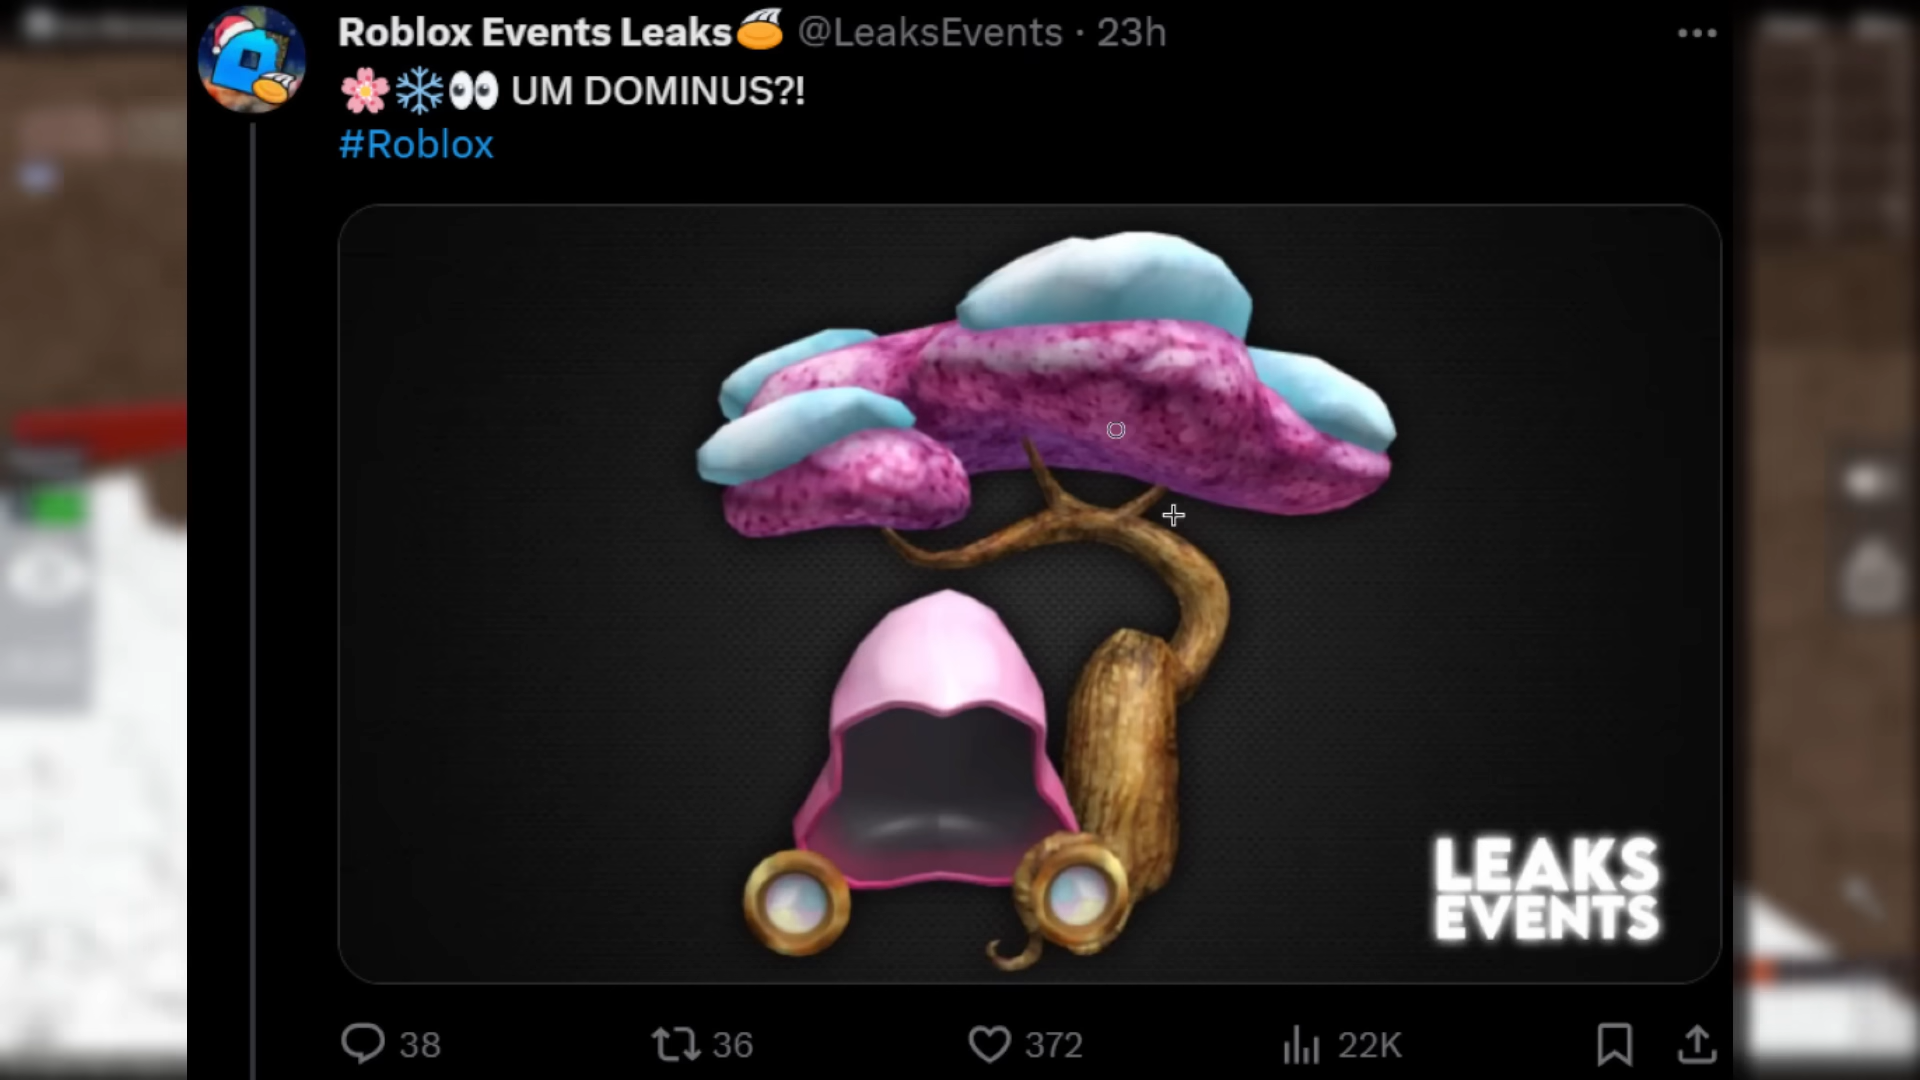 Roblox Events Leaks @LeaksEvents · 23h
🌸❄️👀 UM DOMINUS?!
#Roblox
LEAKS
EVENTS
38 36 372 22K